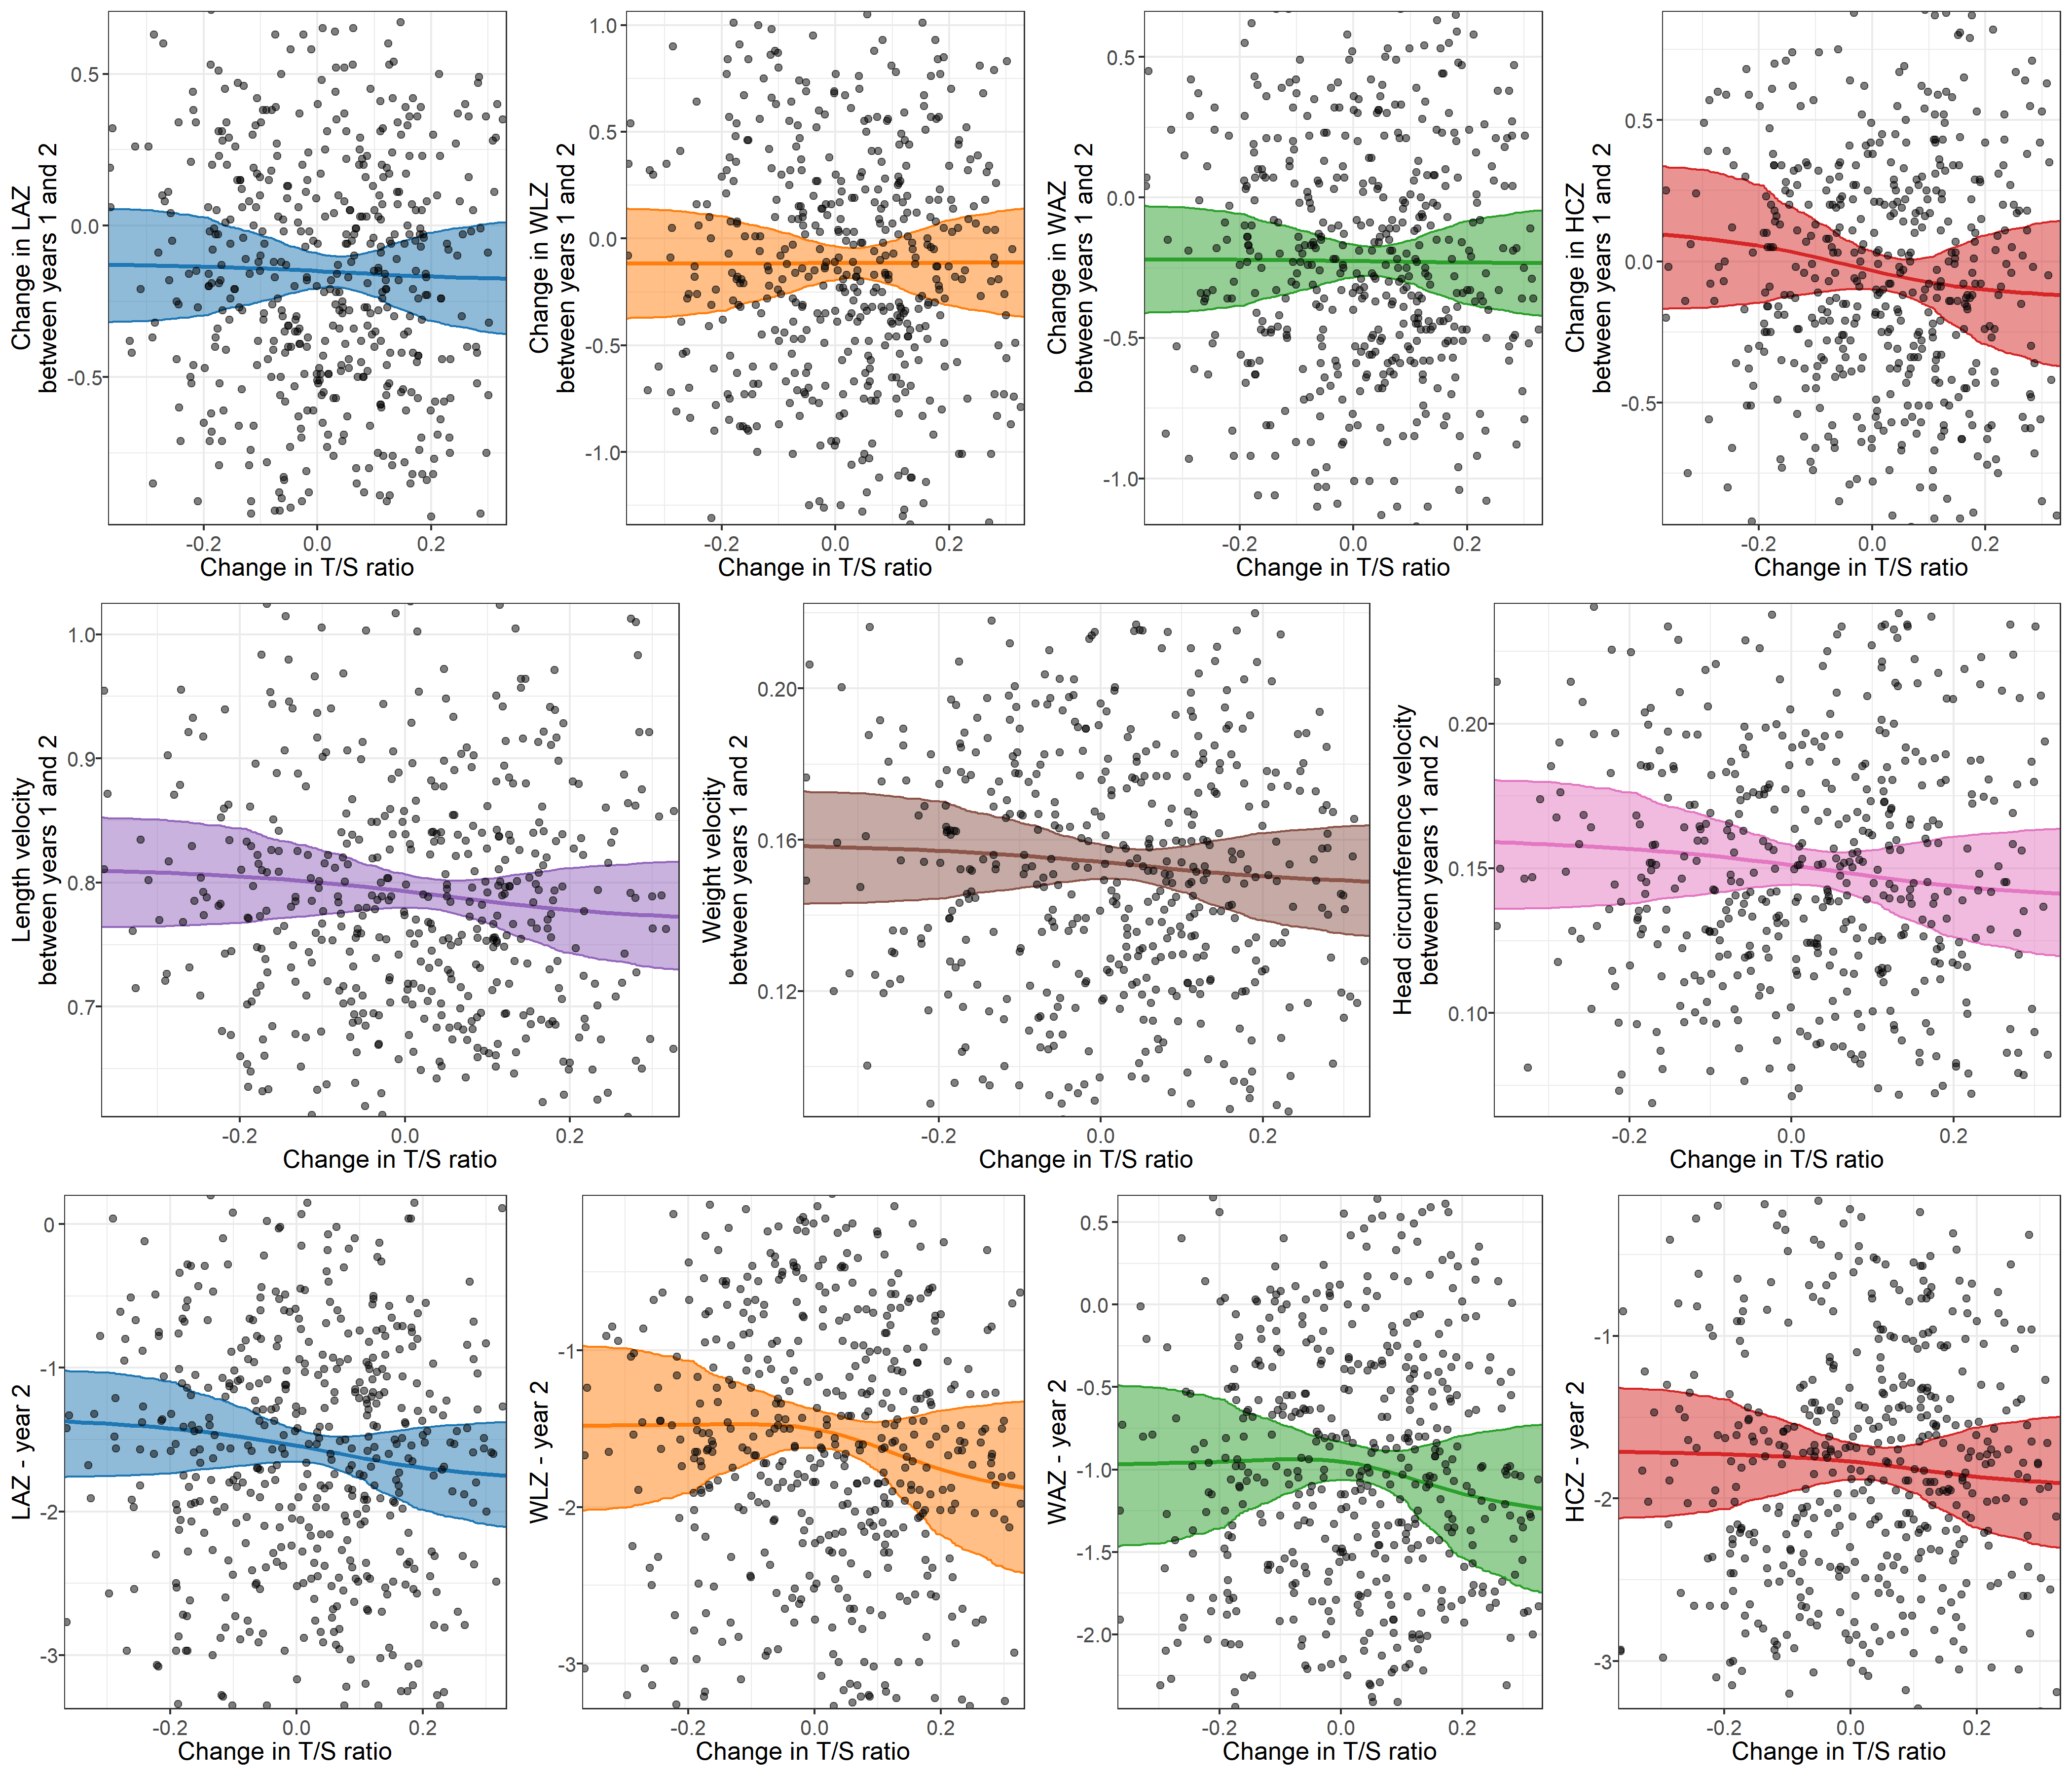 Change in LAZ
between years 1 and 2
0.5
0.0
-0.5
-0.2 0.0 0.2
Change in T/S ratio
Change in WLZ
between years 1 and 2
1.0
0.5
0.0
-0.5
-1.0
-0.2 0.0 0.2
Change in T/S ratio
Change in WAZ
between years 1 and 2
0.5
0.0
-0.5
-1.0
-0.2 0.0 0.2
Change in T/S ratio
Change in HCZ
between years 1 and 2
0.5
0.0
-0.5
-0.2 0.0 0.2
Change in T/S ratio
Length velocity
between years 1 and 2
1.0
0.9
0.8
0.7
-0.2 0.0 0.2
Change in T/S ratio
Weight velocity
between years 1 and 2
0.20
0.16
0.12
-0.2 0.0 0.2
Change in T/S ratio
Head circumference velocity
between years 1 and 2
0.20
0.15
0.10
-0.2 0.0 0.2
Change in T/S ratio
LAZ - year 2
0
-1
-2
-3
-0.2 0.0 0.2
Change in T/S ratio
WLZ - year 2
-1
-2
-3
-0.2 0.0 0.2
Change in T/S ratio
WAZ - year 2
0.5
0.0
-0.5
-1.0
-1.5
-2.0
-0.2 0.0 0.2
Change in T/S ratio
HCZ - year 2
-1
-2
-3
-0.2 0.0 0.2
Change in T/S ratio